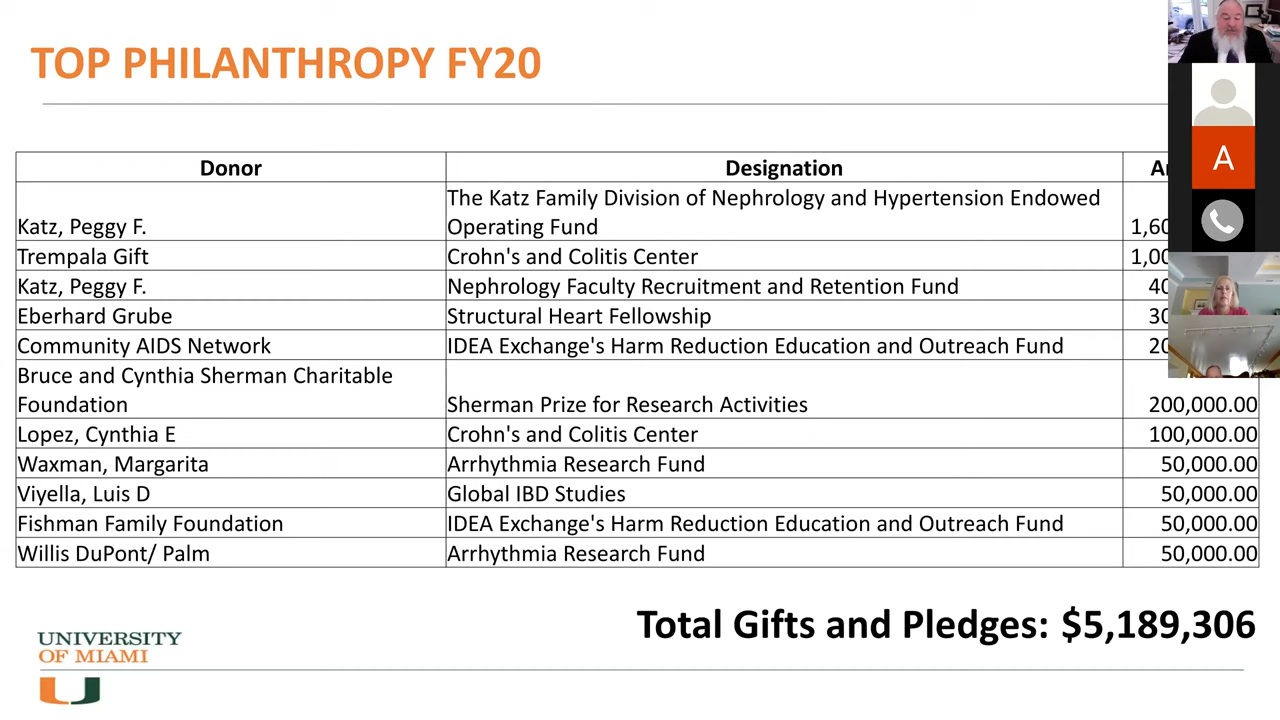 TOP PHILANTHROPY FY20
Donor Designation
Katz, Peggy F. The Katz Family Division of Nephrology and Hypertension Endowed
Operating Fund
Trempala Gift Crohn's and Colitis Center
Katz, Peggy F. Nephrology Faculty Recruitment and Retention Fund
Eberhard Grube Structural Heart Fellowship
Community AIDS Network IDEA Exchange's Harm Reduction Education and Outreach Fund
Bruce and Cynthia Sherman Charitable
Foundation Sherman Prize for Research Activities 200,000.00
Lopez, Cynthia E Crohn's and Colitis Center 100,000.00
Waxman, Margarita Arrhythmia Research Fund 50,000.00
Viyella, Luis D Global IBD Studies 50,000.00
Fishman Family Foundation IDEA Exchange's Harm Reduction Education and Outreach Fund 50,000.00
Willis DuPont/ Palm Arrhythmia Research Fund 50,000.00
Total Gifts and Pledges: $5,189,306
UNIVERSITY
OF MIAMI
A